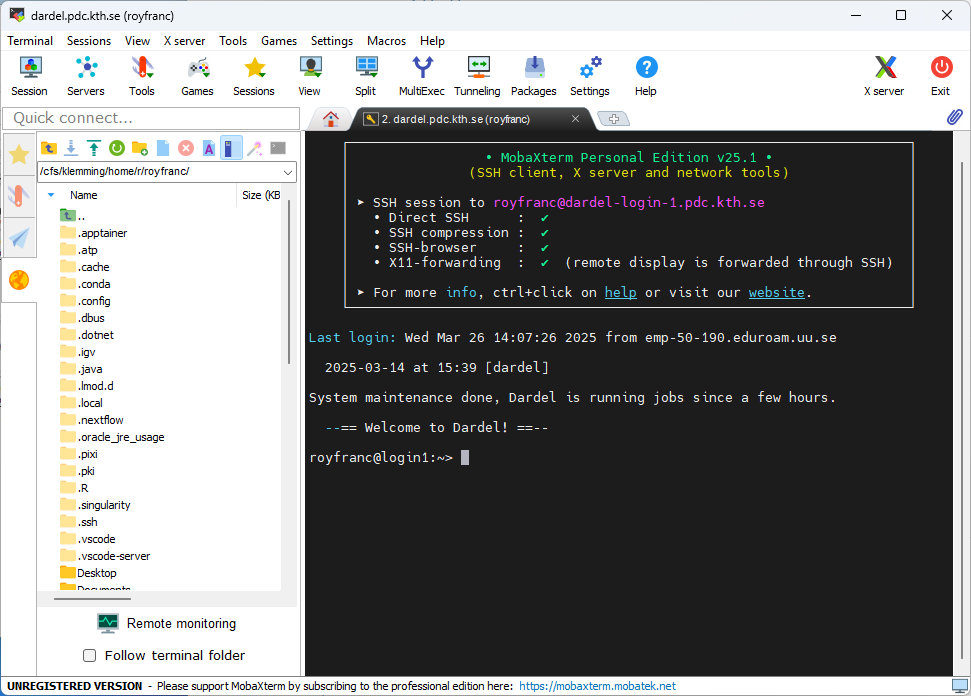 dardel.pdc.kth.se (royfranc)
Terminal Sessions View X server Tools Games Settings Macros Help
Session Servers Tools Games Sessions View Split MultiExec Tunneling Packages Settings Help X server Exit
Quick connect...
2. dardel.pdc.kth.se (royfranc)
/cfs/klemming/home/r/royfranc/
Name Size (KB
..
.apptainer
.atp
.cache
.conda
.config
.dbus
.dotnet
.igv
.java
.lmod.d
.local
.nextflow
.oracle_jre_usage
.pixi
.pki
.R
.singularity
.ssh
.vscode
.vscode-server
Desktop
Documents
Remote monitoring
Follow terminal folder
• MobaXterm Personal Edition v25.1 •
(SSH client, X server and network tools)
➤ SSH session to royfranc@dardel-login-1.pdc.kth.se
• Direct SSH : ✔
• SSH compression : ✔
• SSH-browser : ✔
• X11-forwarding : ✔ (remote display is forwarded through SSH)
➤ For more info, ctrl+click on help or visit our website.
Last login: Wed Mar 26 14:07:26 2025 from emp-50-190.eduroam.uu.se
2025-03-14 at 15:39 [dardel]
System maintenance done, Dardel is running jobs since a few hours.
--== Welcome to Dardel! ==--
royfranc@login1:~>
UNREGISTERED VERSION - Please support MobaXterm by subscribing to the professional edition here: https://mobaxterm.mobatek.net